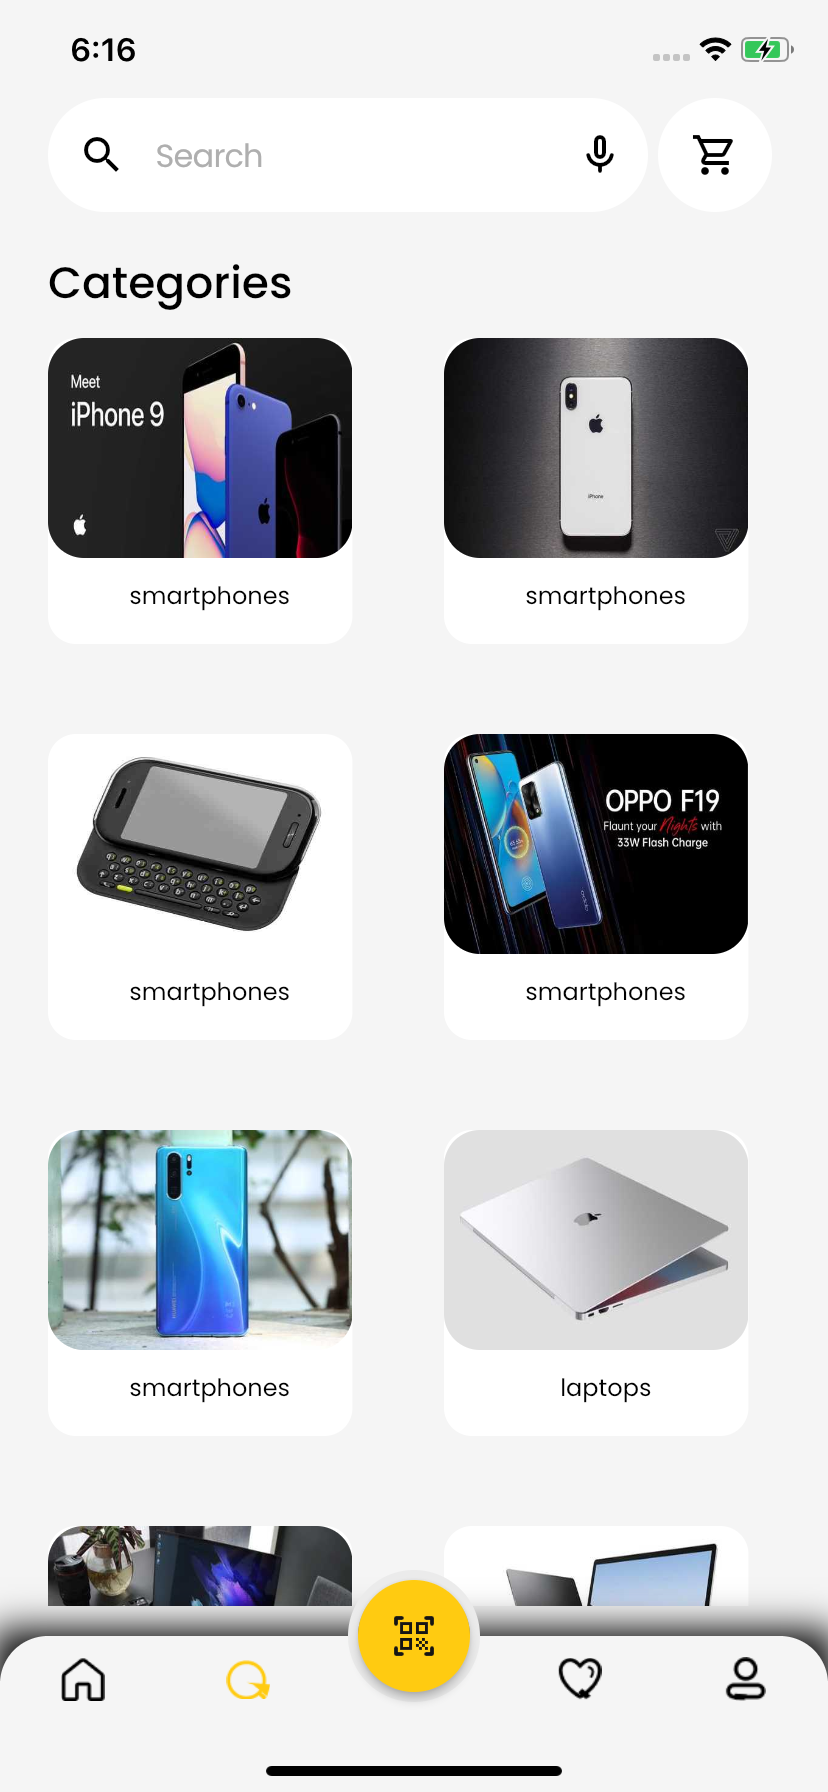 6:16
Search
Categories
Meet
iPhone 9
iPhone
smartphones
smartphones
OPPO F19
Flaunt your Nights with
33W Flash Charge
smartphones
smartphones
HUAWEI
smartphones
laptops